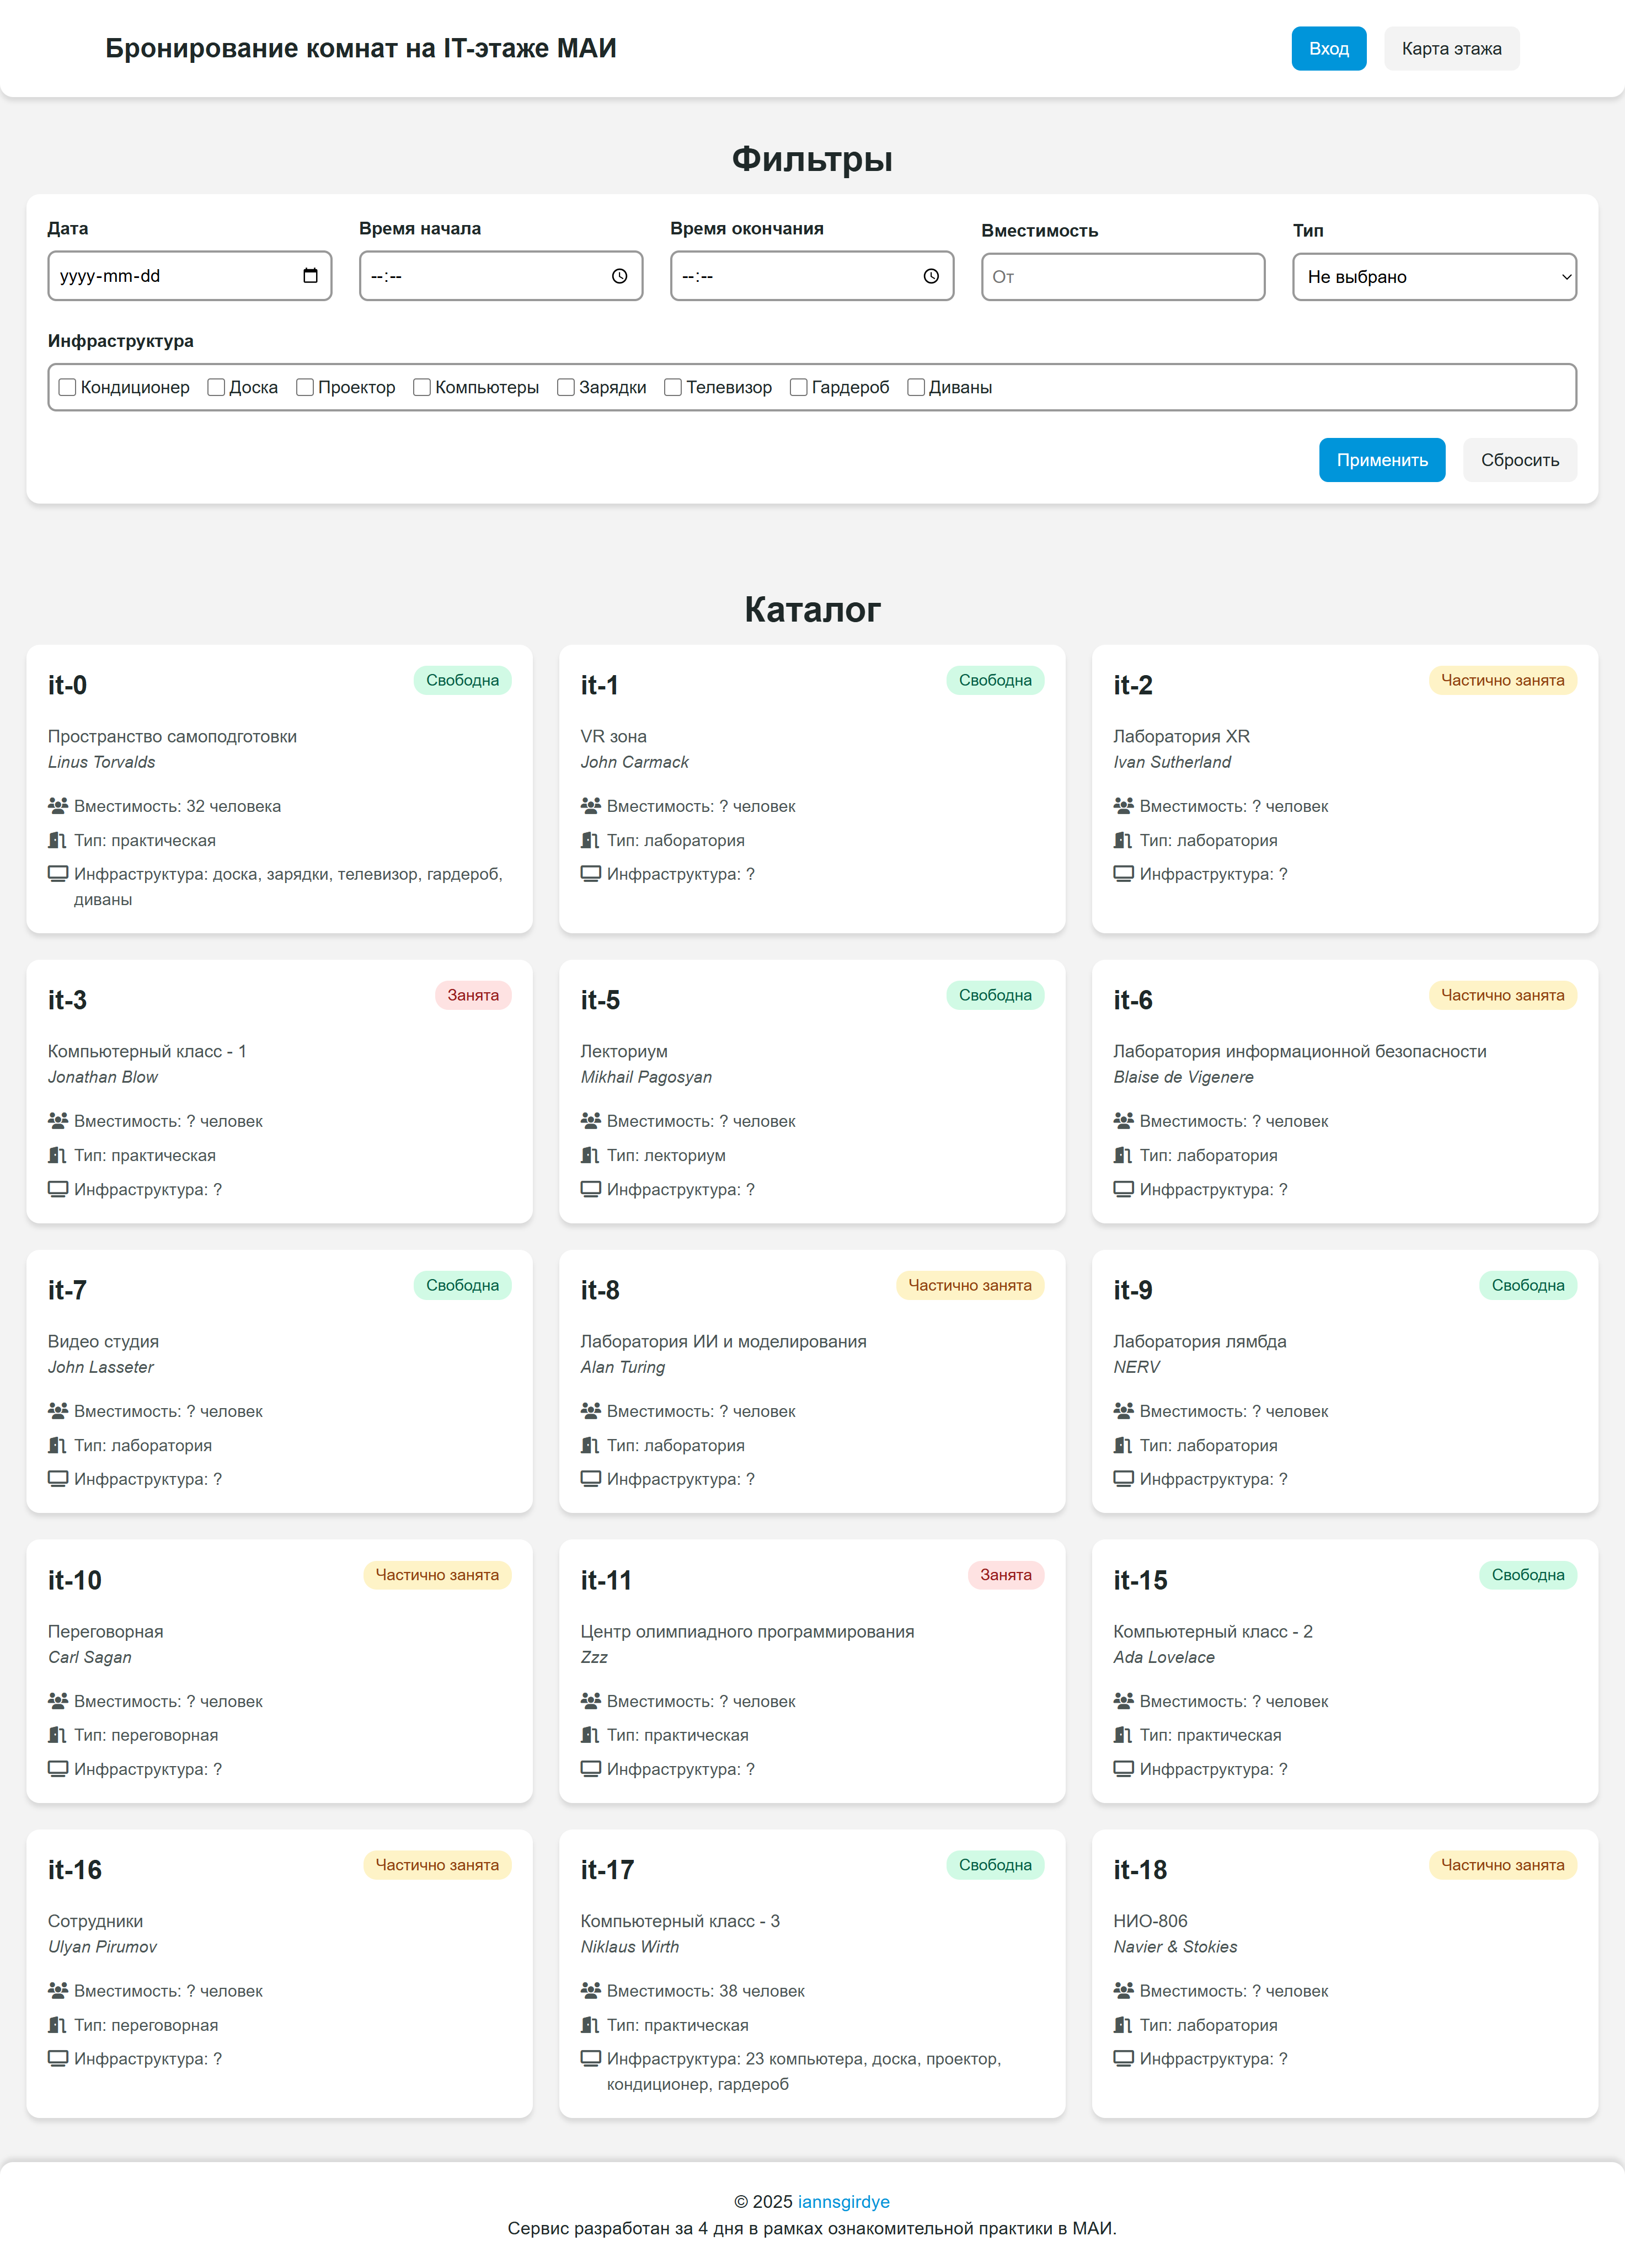 Бронирование комнат на IT-этаже МАИ
Вход
Карта этажа
Фильтры
Дата
Время начала
Время окончания
Вместимость
Тип
yyyy-mm-dd
--:--
--:--
От
Не выбрано
Инфраструктура
Кондиционер
Доска
Проектор
Компьютеры
Зарядки
Телевизор
Гардероб
Диваны
Применить
Сбросить
Каталог
it-0
Свободна
Пространство самоподготовки
Linus Torvalds
Вместимость: 32 человека
Тип: практическая
Инфраструктура: доска, зарядки, телевизор, гардероб,
диваны
it-1
Свободна
VR зона
John Carmack
Вместимость: ? человек
Тип: лаборатория
Инфраструктура: ?
it-2
Частично занята
Лаборатория XR
Ivan Sutherland
Вместимость: ? человек
Тип: лаборатория
Инфраструктура: ?
it-3
Занята
Компьютерный класс - 1
Jonathan Blow
Вместимость: ? человек
Тип: практическая
Инфраструктура: ?
it-5
Свободна
Лекториум
Mikhail Pagosyan
Вместимость: ? человек
Тип: лекториум
Инфраструктура: ?
it-6
Частично занята
Лаборатория информационной безопасности
Blaise de Vigenere
Вместимость: ? человек
Тип: лаборатория
Инфраструктура: ?
it-7
Свободна
Видео студия
John Lasseter
Вместимость: ? человек
Тип: лаборатория
Инфраструктура: ?
it-8
Частично занята
Лаборатория ИИ и моделирования
Alan Turing
Вместимость: ? человек
Тип: лаборатория
Инфраструктура: ?
it-9
Свободна
Лаборатория лямбда
NERV
Вместимость: ? человек
Тип: лаборатория
Инфраструктура: ?
it-10
Частично занята
Переговорная
Carl Sagan
Вместимость: ? человек
Тип: переговорная
Инфраструктура: ?
it-11
Занята
Центр олимпиадного программирования
Zzz
Вместимость: ? человек
Тип: практическая
Инфраструктура: ?
it-15
Свободна
Компьютерный класс - 2
Ada Lovelace
Вместимость: ? человек
Тип: практическая
Инфраструктура: ?
it-16
Частично занята
Сотрудники
Ulyan Pirumov
Вместимость: ? человек
Тип: переговорная
Инфраструктура: ?
it-17
Свободна
Компьютерный класс - 3
Niklaus Wirth
Вместимость: 38 человек
Тип: практическая
Инфраструктура: 23 компьютера, доска, проектор,
кондиционер, гардероб
it-18
Частично занята
НИО-806
Navier & Stokies
Вместимость: ? человек
Тип: лаборатория
Инфраструктура: ?
© 2025 iannsgirdye
Сервис разработан за 4 дня в рамках ознакомительной практики в МАИ.